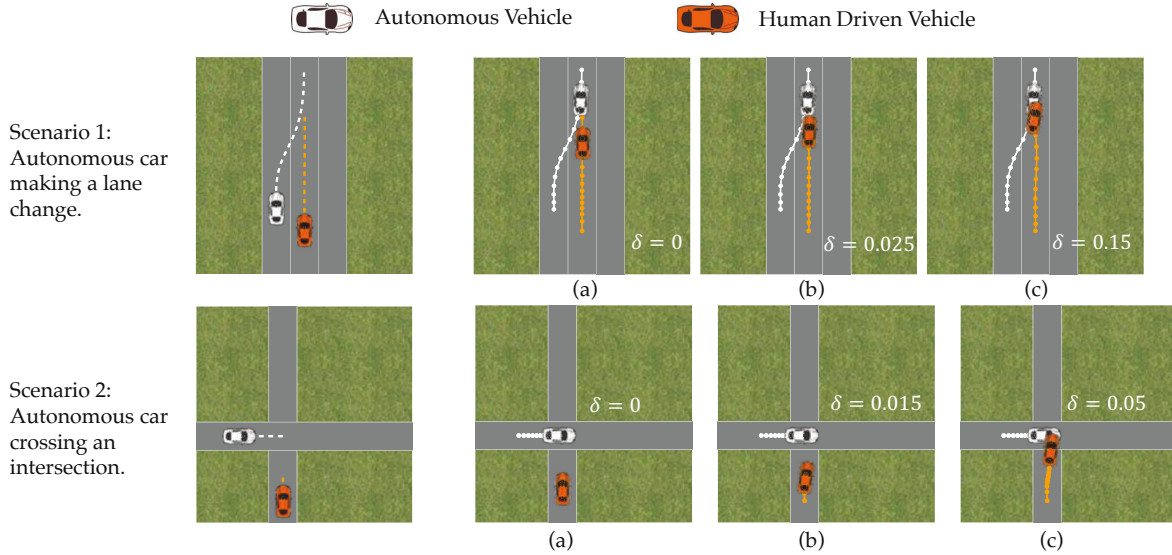 Autonomous Vehicle
Human Driven Vehicle
Scenario 1:
Autonomous car
making a lane
change.
δ = 0
δ = 0.025
δ = 0.15
(a)
(b)
(c)
Scenario 2:
Autonomous car
crossing an
intersection.
δ = 0
δ = 0.015
δ = 0.05
(a)
(b)
(c)